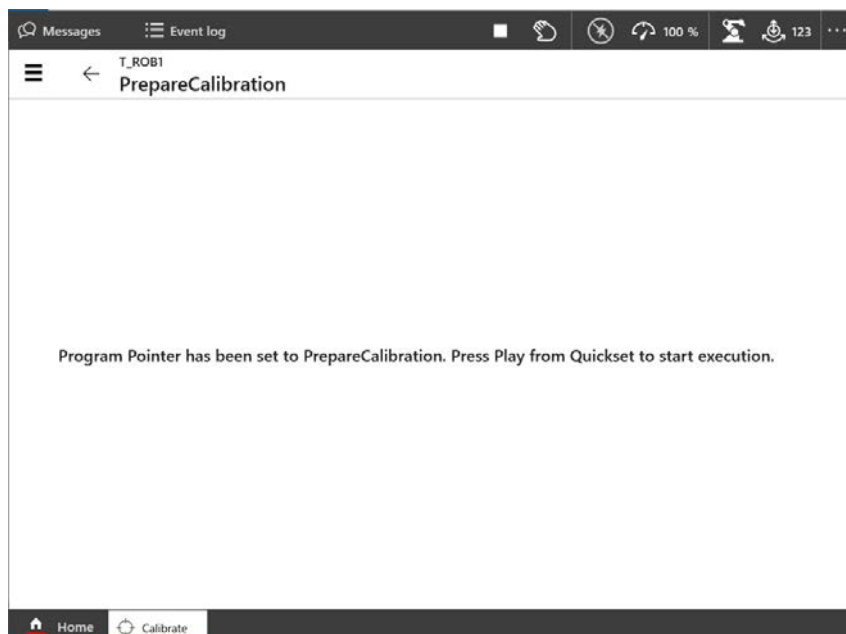 Messages
Event log
100 %
123
T_ROB1
PrepareCalibration
Program Pointer has been set to PrepareCalibration. Press Play from Quickset to start execution.
Home
Calibrate